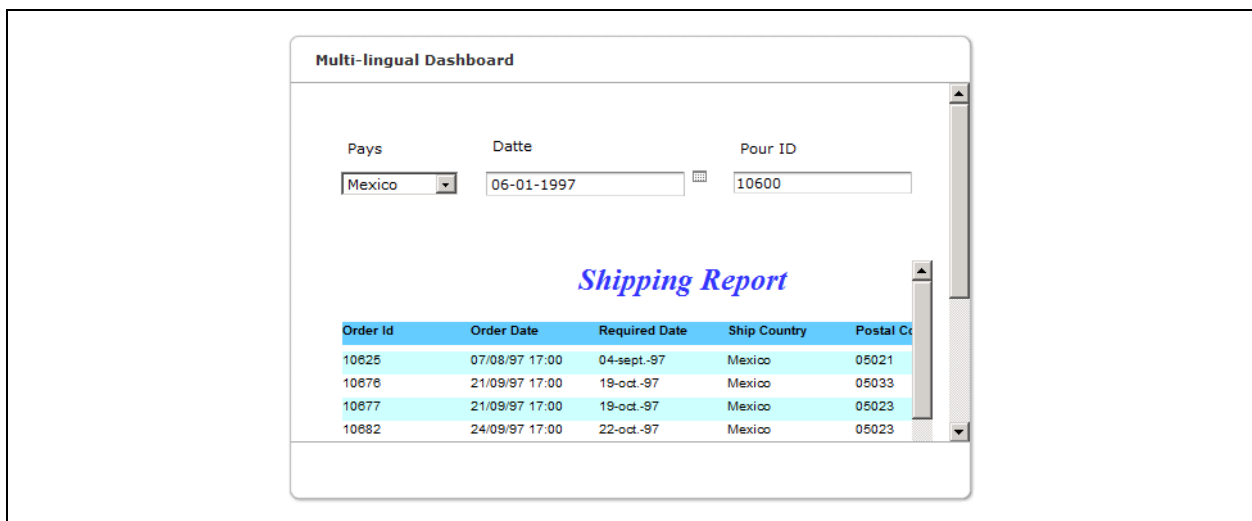 Multi-lingual Dashboard
Pays Datte Pour ID
Mexico 06-01-1997 10600
Shipping Report
Order Id Order Date Required Date Ship Country Postal Co
10625 07/08/97 17:00 04-sept.-97 Mexico 05021
10676 21/09/97 17:00 19-oct.-97 Mexico 05033
10677 21/09/97 17:00 19-oct.-97 Mexico 05023
10682 24/09/97 17:00 22-oct.-97 Mexico 05023